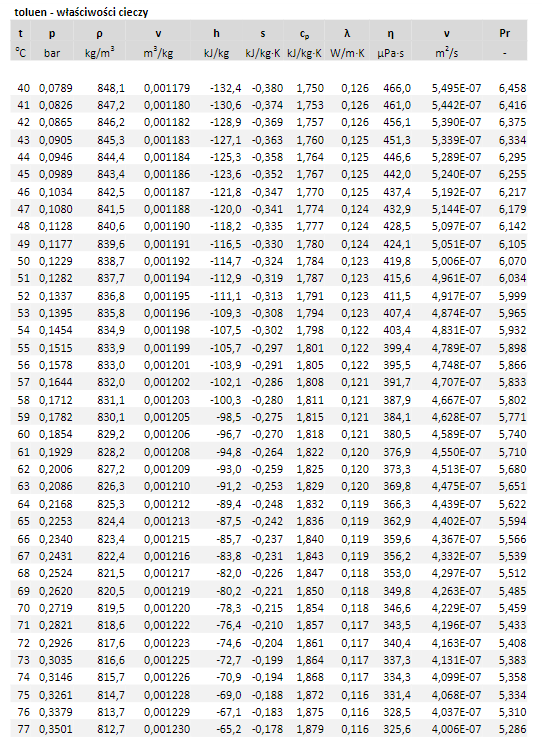 toluen - właściwości cieczy
t p ρ v h s cp λ η ν Pr
°C bar kg/m³ m³/kg kJ/kg kJ/kg·K kJ/kg·K W/m·K μPa·s m²/s -
40 0,0789 848,1 0,001179 -132,4 -0,380 1,750 0,126 466,0 5,495E-07 6,458
41 0,0826 847,2 0,001180 -130,6 -0,374 1,753 0,126 461,0 5,442E-07 6,416
42 0,0865 846,2 0,001182 -128,9 -0,369 1,757 0,126 456,1 5,390E-07 6,375
43 0,0905 845,3 0,001183 -127,1 -0,363 1,760 0,125 451,3 5,339E-07 6,334
44 0,0946 844,4 0,001184 -125,3 -0,358 1,764 0,125 446,6 5,289E-07 6,295
45 0,0989 843,4 0,001186 -123,6 -0,352 1,767 0,125 442,0 5,240E-07 6,255
46 0,1034 842,5 0,001187 -121,8 -0,347 1,770 0,125 437,4 5,192E-07 6,217
47 0,1080 841,5 0,001188 -120,0 -0,341 1,774 0,124 432,9 5,144E-07 6,179
48 0,1128 840,6 0,001190 -118,2 -0,335 1,777 0,124 428,5 5,097E-07 6,142
49 0,1177 839,6 0,001191 -116,5 -0,330 1,780 0,124 424,1 5,051E-07 6,105
50 0,1229 838,7 0,001192 -114,7 -0,324 1,784 0,123 419,8 5,006E-07 6,070
51 0,1282 837,7 0,001194 -112,9 -0,319 1,787 0,123 415,6 4,961E-07 6,034
52 0,1337 836,8 0,001195 -111,1 -0,313 1,791 0,123 411,5 4,917E-07 5,999
53 0,1395 835,8 0,001196 -109,3 -0,308 1,794 0,123 407,4 4,874E-07 5,965
54 0,1454 834,9 0,001198 -107,5 -0,302 1,798 0,122 403,4 4,831E-07 5,932
55 0,1515 833,9 0,001199 -105,7 -0,297 1,801 0,122 399,4 4,789E-07 5,898
56 0,1578 833,0 0,001201 -103,9 -0,291 1,805 0,122 395,5 4,748E-07 5,866
57 0,1644 832,0 0,001202 -102,1 -0,286 1,808 0,121 391,7 4,707E-07 5,833
58 0,1712 831,1 0,001203 -100,3 -0,280 1,811 0,121 387,9 4,667E-07 5,802
59 0,1782 830,1 0,001205 -98,5 -0,275 1,815 0,121 384,1 4,628E-07 5,771
60 0,1854 829,2 0,001206 -96,7 -0,270 1,818 0,121 380,5 4,589E-07 5,740
61 0,1929 828,2 0,001208 -94,8 -0,264 1,822 0,120 376,9 4,550E-07 5,710
62 0,2006 827,2 0,001209 -93,0 -0,259 1,825 0,120 373,3 4,513E-07 5,680
63 0,2086 826,3 0,001210 -91,2 -0,253 1,829 0,120 369,8 4,475E-07 5,651
64 0,2168 825,3 0,001212 -89,4 -0,248 1,832 0,119 366,3 4,439E-07 5,622
65 0,2253 824,4 0,001213 -87,5 -0,242 1,836 0,119 362,9 4,402E-07 5,594
66 0,2340 823,4 0,001215 -85,7 -0,237 1,840 0,119 359,6 4,367E-07 5,566
67 0,2431 822,4 0,001216 -83,8 -0,231 1,843 0,119 356,2 4,332E-07 5,539
68 0,2524 821,5 0,001217 -82,0 -0,226 1,847 0,118 353,0 4,297E-07 5,512
69 0,2620 820,5 0,001219 -80,2 -0,221 1,850 0,118 349,8 4,263E-07 5,485
70 0,2719 819,5 0,001220 -78,3 -0,215 1,854 0,118 346,6 4,229E-07 5,459
71 0,2821 818,6 0,001222 -76,4 -0,210 1,857 0,117 343,5 4,196E-07 5,433
72 0,2926 817,6 0,001223 -74,6 -0,204 1,861 0,117 340,4 4,163E-07 5,408
73 0,3035 816,6 0,001225 -72,7 -0,199 1,864 0,117 337,3 4,131E-07 5,383
74 0,3146 815,7 0,001226 -70,9 -0,194 1,868 0,117 334,3 4,099E-07 5,358
75 0,3261 814,7 0,001228 -69,0 -0,188 1,872 0,116 331,4 4,068E-07 5,334
76 0,3379 813,7 0,001229 -67,1 -0,183 1,875 0,116 328,5 4,037E-07 5,310
77 0,3501 812,7 0,001230 -65,2 -0,178 1,879 0,116 325,6 4,006E-07 5,286